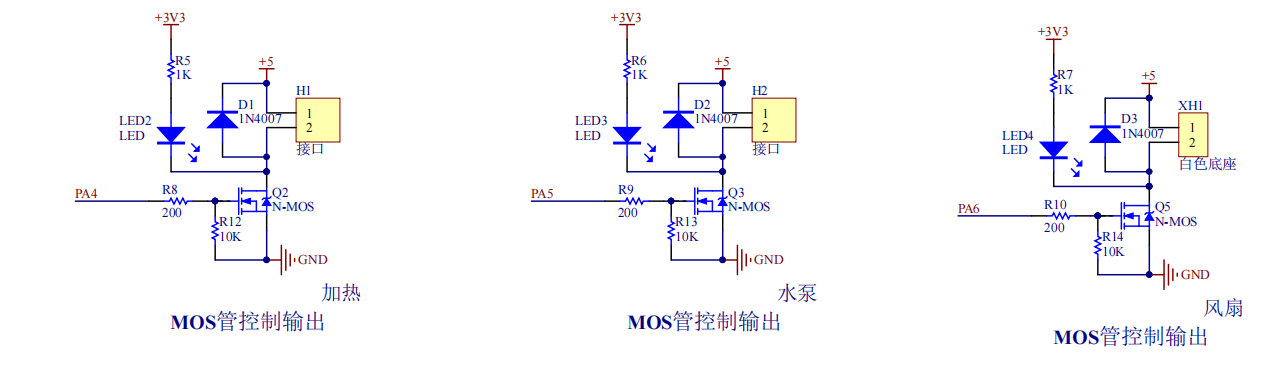 +3V3
R5
1K
+5
H1
D1
1N4007
1
2
接口
LED2
LED
PA4
R8
200
Q2
N-MOS
R12
10K
GND
加热
MOS管控制输出
+3V3
R6
1K
+5
H2
D2
1N4007
1
2
接口
LED3
LED
PA5
R9
200
Q3
N-MOS
R13
10K
GND
水泵
MOS管控制输出
+3V3
R7
1K
+5
XH1
D3
1N4007
1
2
白色底座
LED4
LED
PA6
R10
200
Q5
N-MOS
R14
10K
GND
风扇
MOS管控制输出